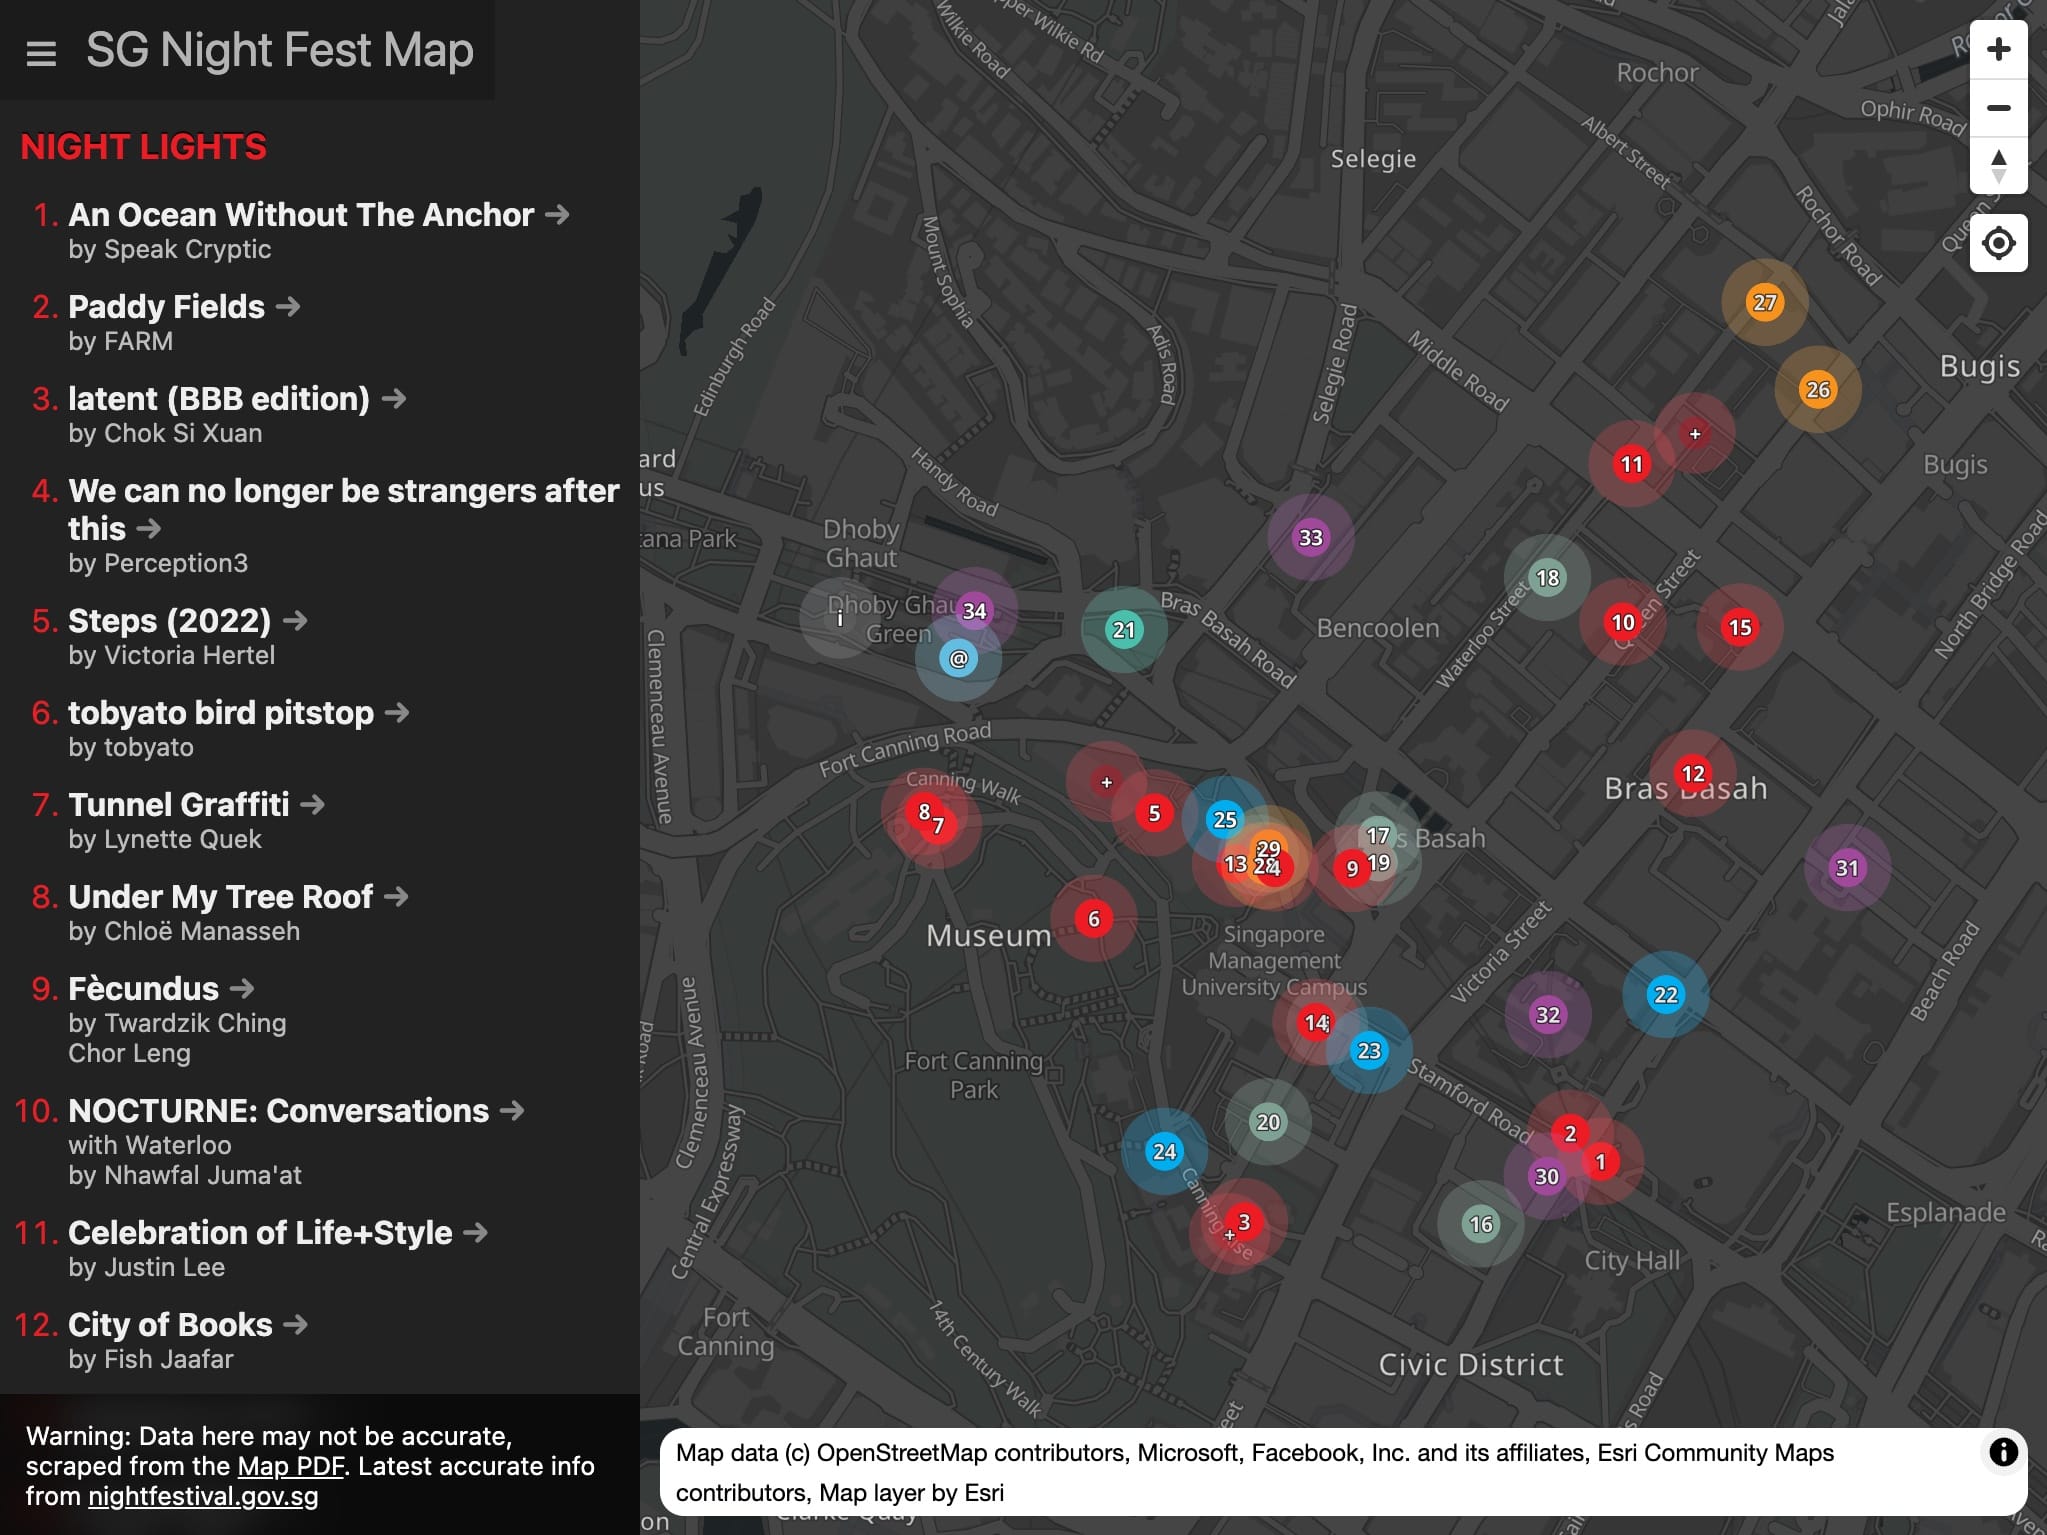 SG Night Fest Map
NIGHT LIGHTS
1. An Ocean Without The Anchor →
by Speak Cryptic
2. Paddy Fields →
by FARM
3. latent (BBB edition) →
by Chok Si Xuan
4. We can no longer be strangers after
this →
by Perception3
5. Steps (2022) →
by Victoria Hertel
6. tobyato bird pitstop →
by tobyato
7. Tunnel Graffiti →
by Lynette Quek
8. Under My Tree Roof →
by Chloë Manasseh
9. Fècundus →
by Twardzik Ching
Chor Leng
10. NOCTURNE: Conversations →
with Waterloo
by Nhawfal Juma'at
11. Celebration of Life+Style →
by Justin Lee
12. City of Books →
by Fish Jaafar
Warning: Data here may not be accurate,
scraped from the Map PDF. Latest accurate info
from nightfestival.gov.sg
Wilkie Road
Upper Wilkie Rd
Rochor
Ophir Road
Selegie
Albert Street
Rochor Road
Mount Sophia
Edinburgh Road
Adis Road
Selegie Road
Middle Road
27
Bugis
26
+
11
Bugis
Handy Road
Dhoby
Ghaut
33
18
Queen Street
North Bridge Road
34
i
Green
@
21
Bras Basah Road
Bencoolen
Waterloo Street
10
15
Clemenceau Avenue
Fort Canning Road
Canning Walk
+
12
Bras Basah
8
7
5
25
29
13
28
4
17
19
9
31
6
Museum
Singapore
Management
University Campus
Victoria Street
Beach Road
22
32
14
23
Fort Canning
Park
Clemenceau Avenue
Stamford Road
20
24
2
1
30
16
Canning Rise
3
+
Central Expressway
Esplanade
City Hall
Fort
Canning
14th Century Walk
Civic District
Map data (c) OpenStreetMap contributors, Microsoft, Facebook, Inc. and its affiliates, Esri Community Maps
contributors, Map layer by Esri